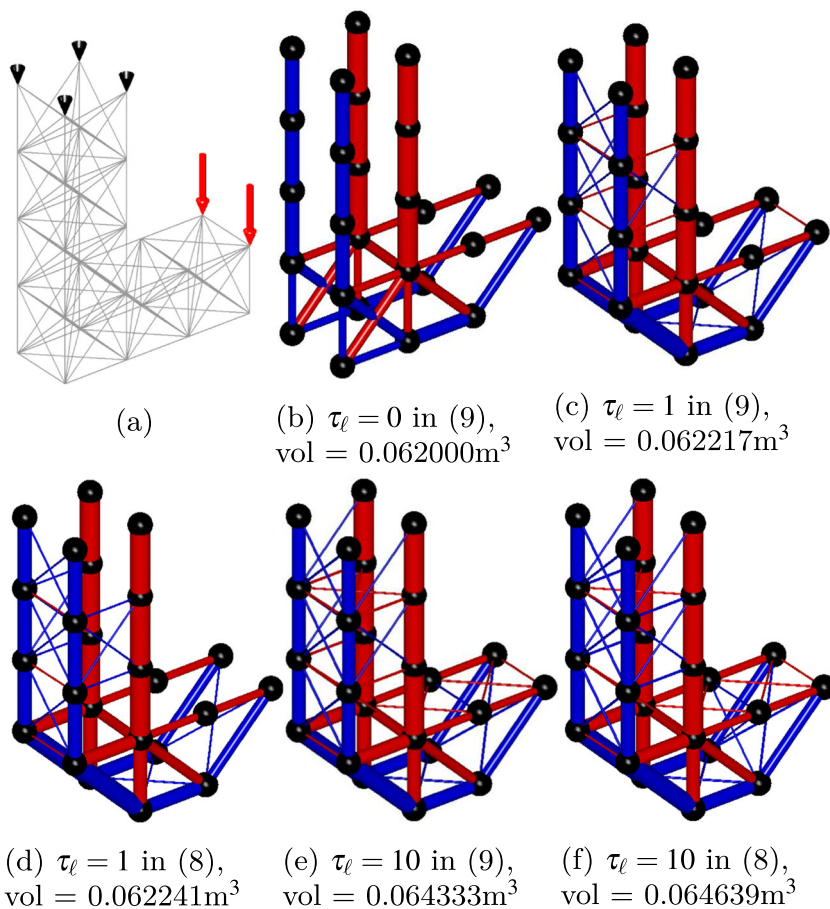 (a)
(b) τℓ = 0 in (9),
vol = 0.062000m³
(c) τℓ = 1 in (9),
vol = 0.062217m³
(d) τℓ = 1 in (8),
vol = 0.062241m³
(e) τℓ = 10 in (9),
vol = 0.064333m³
(f) τℓ = 10 in (8),
vol = 0.064639m³